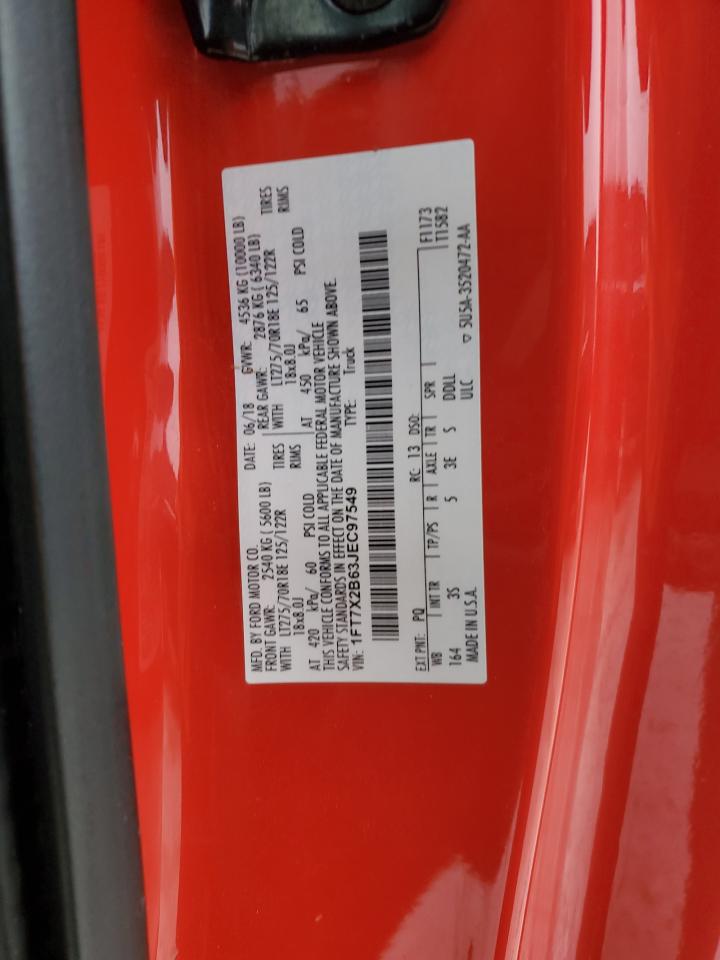 MFD. BY FORD MOTOR CO.
DATE: 06/18 GVWR: 4536 KG (10000 LB)
FRONT GAWR: 2540 KG ( 5600 LB) REAR GAWR: 2876 KG ( 6340 LB)
WITH LT275/70R18E 125/122R TIRES WITH LT275/70R18E 125/122R TIRES
18x8.0J RIMS 18x8.0J RIMS
AT 420 kPa/ 60 PSI COLD AT 450 kPa/ 65 PSI COLD
THIS VEHICLE CONFORMS TO ALL APPLICABLE FEDERAL MOTOR VEHICLE
SAFETY STANDARDS IN EFFECT ON THE DATE OF MANUFACTURE SHOWN ABOVE.
VIN: 1FT7X2B63JEC97549 TYPE: Truck
F1173
T1582
EXT PNT: PQ RC: 13 DSO:
WB INT TR TP/PS R AXLE TR SPR
164 3S 5 3E S DDLL
MADE IN U.S.A. ULC ▽ 5U5A-3520472-AA